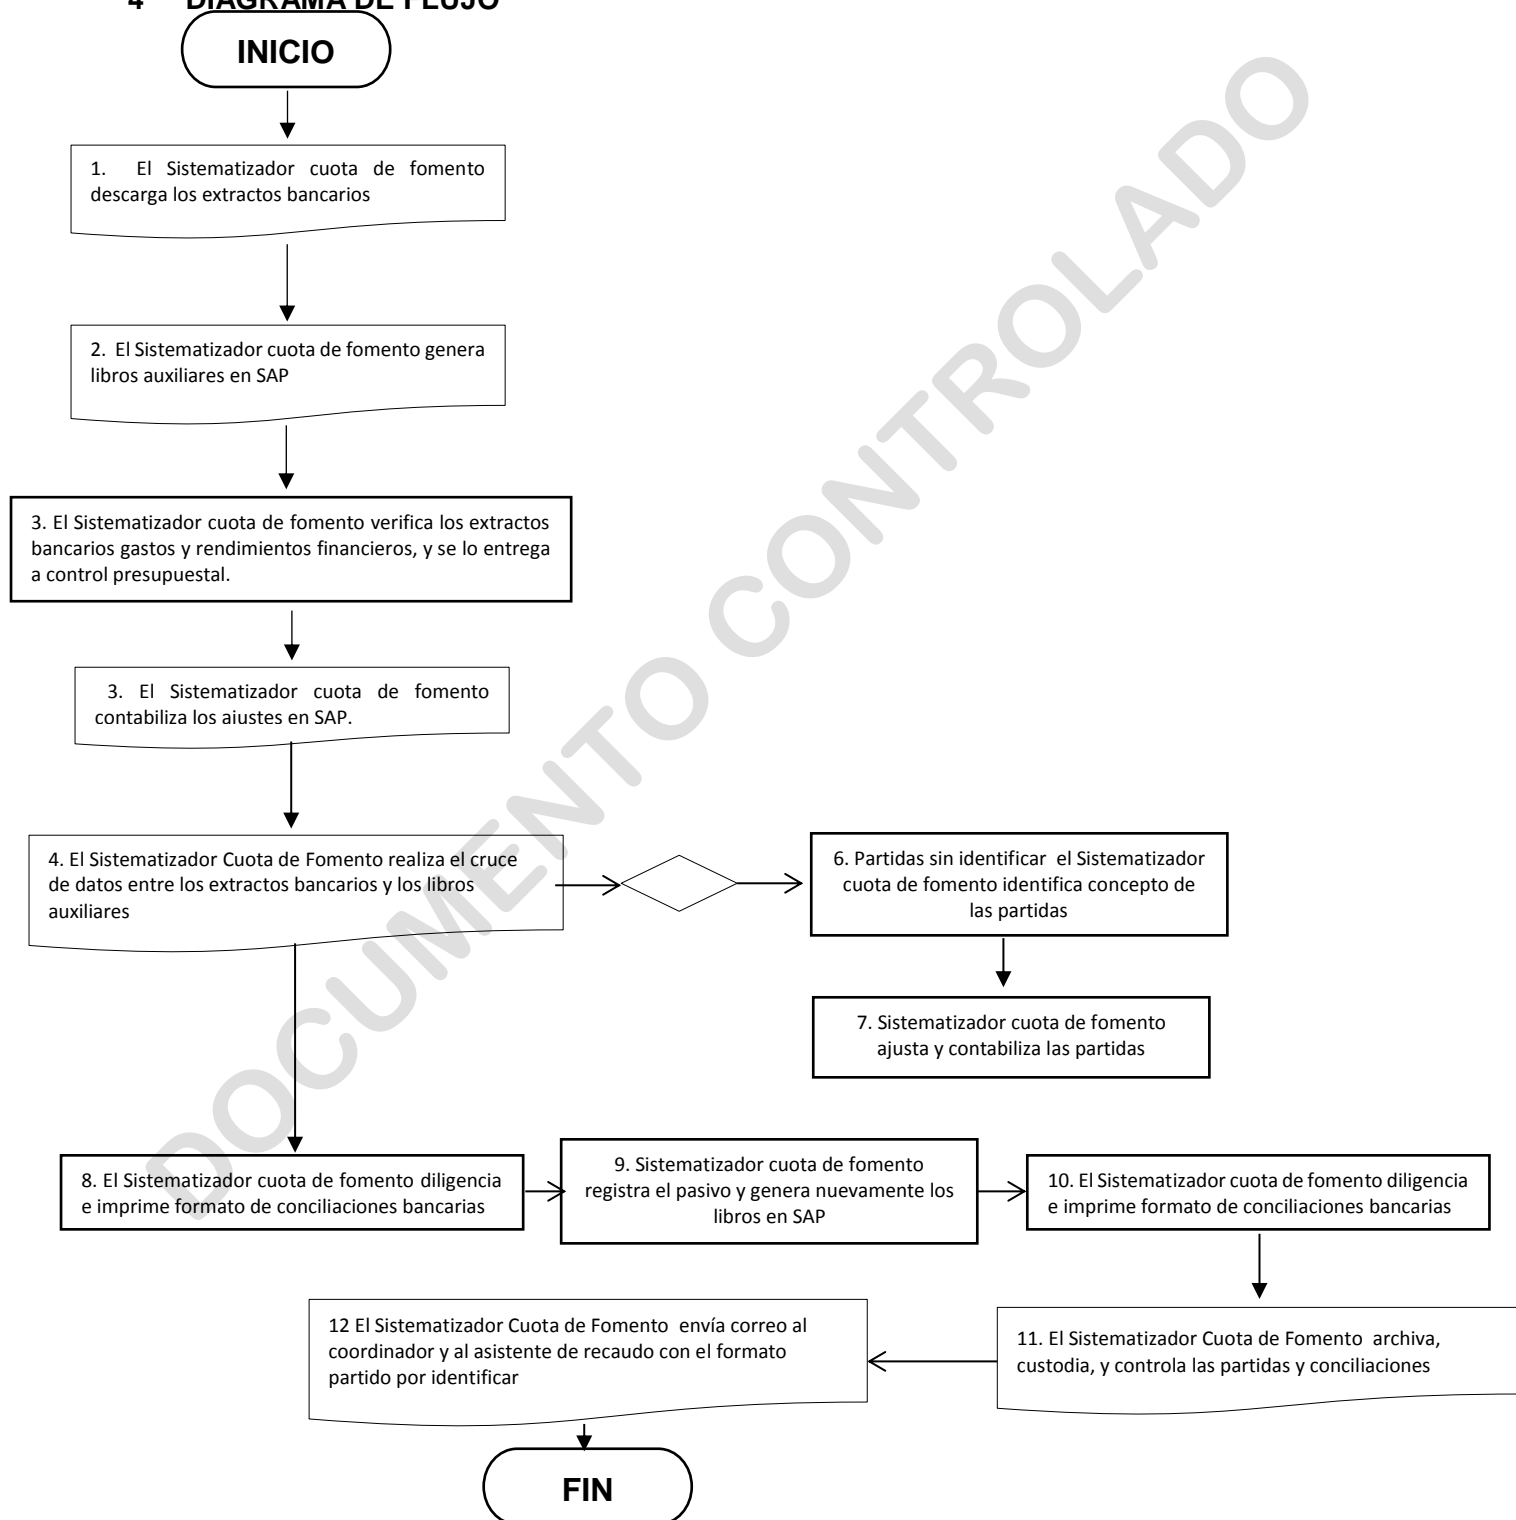 4 DIAGRAMA DE FLUJO
INICIO
1. El Sistematizador cuota de fomento
descarga los extractos bancarios
2. El Sistematizador cuota de fomento genera
libros auxiliares en SAP
3. El Sistematizador cuota de fomento verifica los extractos
bancarios gastos y rendimientos financieros, y se lo entrega
a control presupuestal.
3. El Sistematizador cuota de fomento
contabiliza los aiustes en SAP.
4. El Sistematizador Cuota de Fomento realiza el cruce
de datos entre los extractos bancarios y los libros
auxiliares
6. Partidas sin identificar el Sistematizador
cuota de fomento identifica concepto de
las partidas
7. Sistematizador cuota de fomento
ajusta y contabiliza las partidas
8. El Sistematizador cuota de fomento diligencia
e imprime formato de conciliaciones bancarias
9. Sistematizador cuota de fomento
registra el pasivo y genera nuevamente los
libros en SAP
10. El Sistematizador cuota de fomento diligencia
e imprime formato de conciliaciones bancarias
11. El Sistematizador Cuota de Fomento archiva,
custodia, y controla las partidas y conciliaciones
12 El Sistematizador Cuota de Fomento envía correo al
coordinador y al asistente de recaudo con el formato
partido por identificar
FIN
DOCUMENTO CONTROLADO